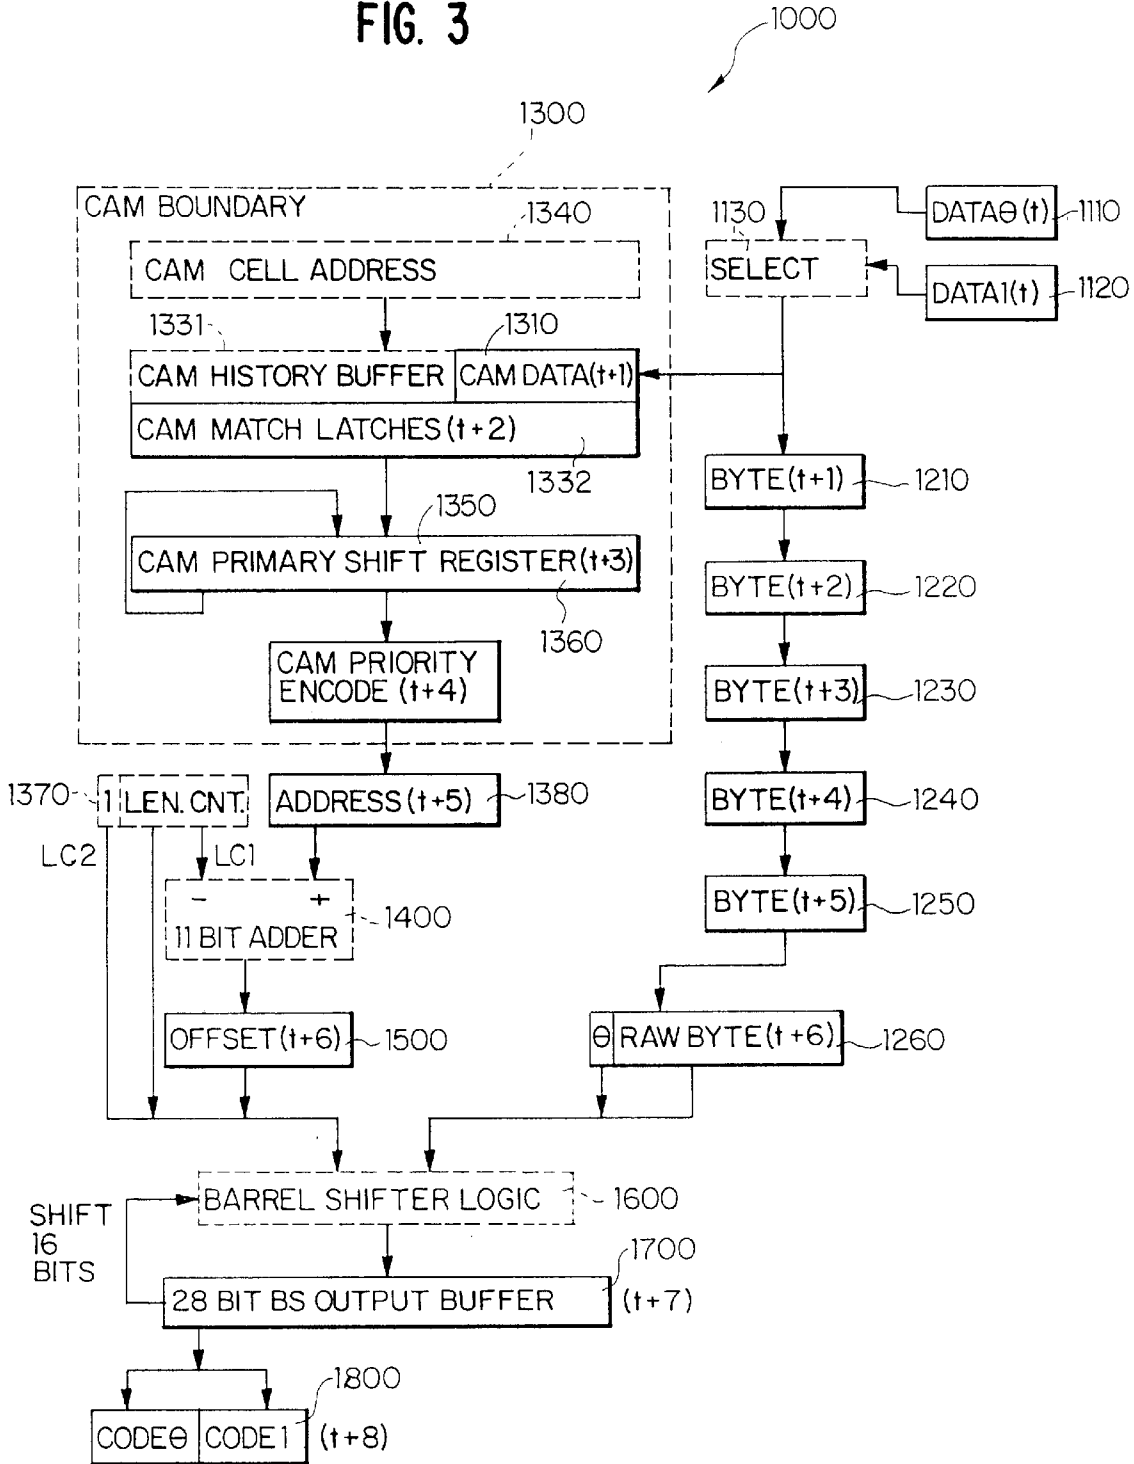 FIG. 3
1000
1300
CAM BOUNDARY
1340
1130
DATAθ(t)
1110
CAM CELL ADDRESS
SELECT
DATA1(t)
1120
1331
1310
CAM HISTORY BUFFER
CAM DATA(t+1)
CAM MATCH LATCHES(t+2)
1332
BYTE(t+1)
1210
1350
CAM PRIMARY SHIFT REGISTER(t+3)
1360
BYTE(t+2)
1220
CAM PRIORITY
ENCODE (t+4)
BYTE(t+3)
1230
1370
1
LEN. CNT.
ADDRESS(t+5)
1380
BYTE(t+4)
1240
LC2
LC1
−
+
11 BIT ADDER
1400
BYTE(t+5)
1250
OFFSET(t+6)
1500
θ
RAW BYTE(t+6)
1260
BARREL SHIFTER LOGIC
1600
SHIFT
16
BITS
1700
28 BIT BS OUTPUT BUFFER
(t+7)
1800
CODEθ
CODE1
(t+8)